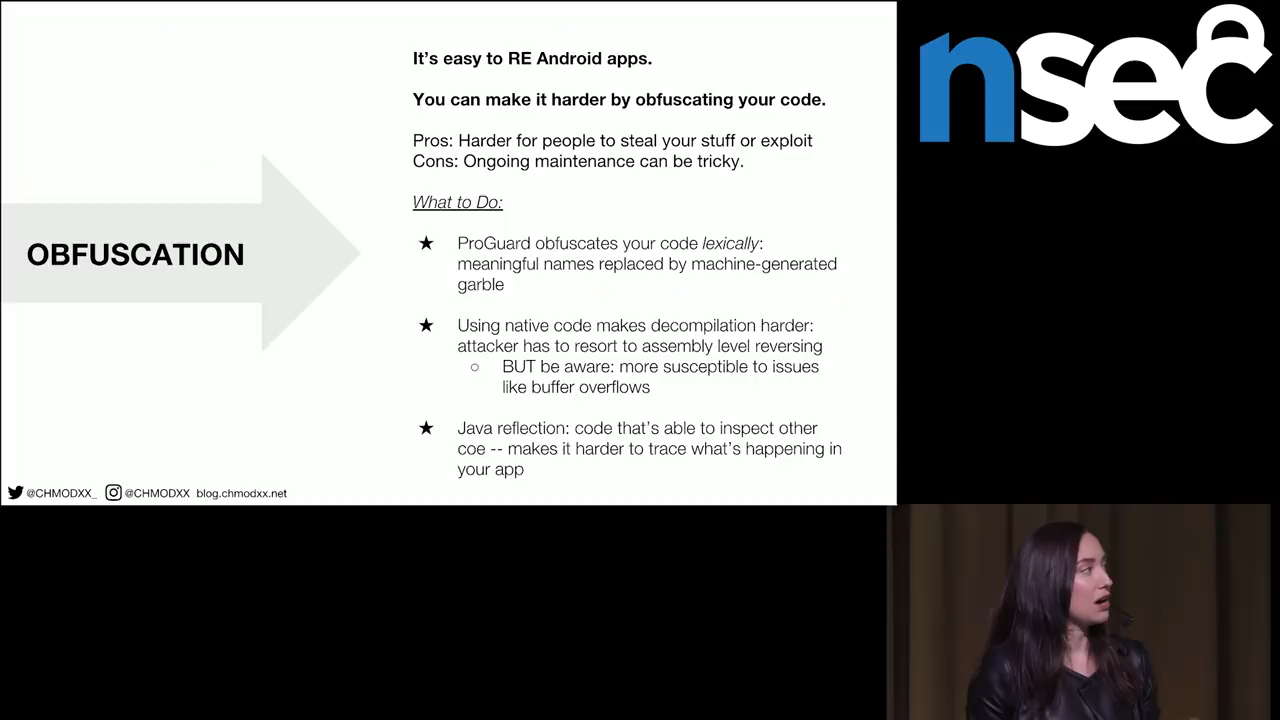 It's easy to RE Android apps.
You can make it harder by obfuscating your code.
Pros: Harder for people to steal your stuff or exploit
Cons: Ongoing maintenance can be tricky.
What to Do:
OBFUSCATION
★ ProGuard obfuscates your code lexically:
meaningful names replaced by machine-generated
garble
★ Using native code makes decompilation harder:
attacker has to resort to assembly level reversing
○ BUT be aware: more susceptible to issues
like buffer overflows
★ Java reflection: code that's able to inspect other
coe -- makes it harder to trace what's happening in
your app
@CHMODXX_ @CHMODXX blog.chmodxx.net
nsec